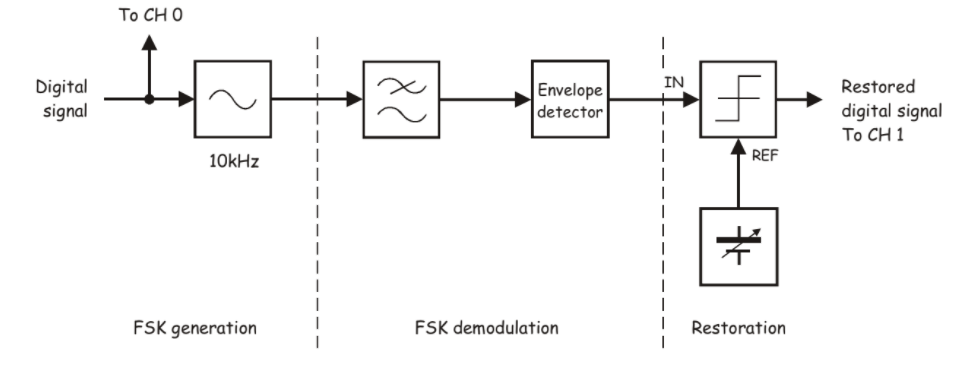 To CH 0
Digital
signal
10kHz
Envelope
detector
IN
REF
Restored
digital signal
To CH 1
FSK generation
FSK demodulation
Restoration